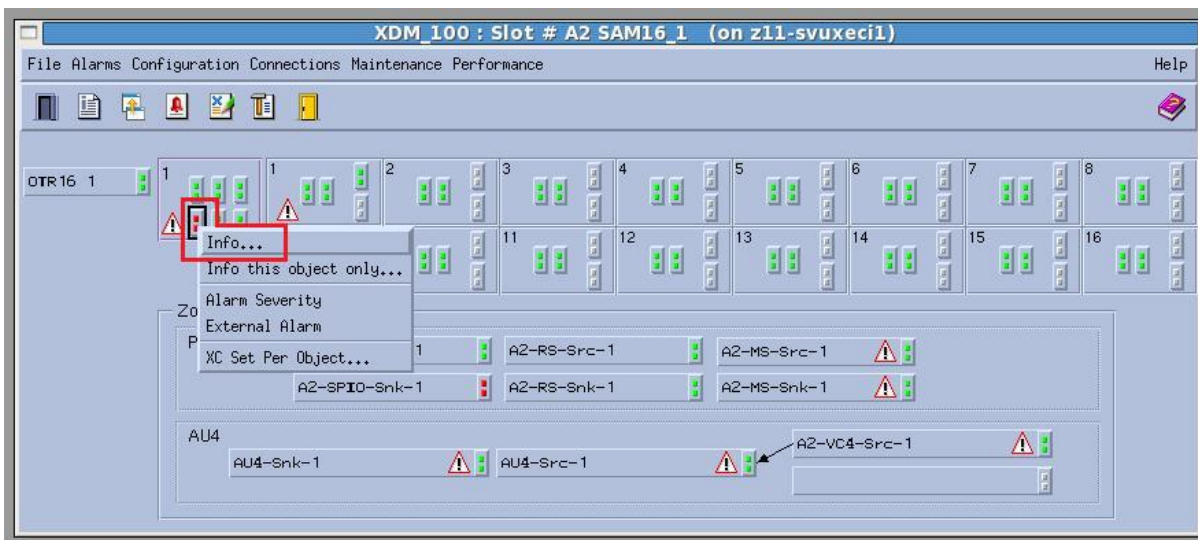 XDM_100 : Slot # A2 SAM16_1 (on z11-svuxeci1)
File Alarms Configuration Connections Maintenance Performance Help
OTR16 1
1 1 2 3 4 5 6 7 8
11 12 13 14 15 16
Info...
Info this object only...
Alarm Severity
External Alarm
XC Set Per Object...
Zo
P
1 A2-RS-Src-1 A2-MS-Src-1
A2-SPIO-Snk-1 A2-RS-Snk-1 A2-MS-Snk-1
AU4
A2-VC4-Src-1
AU4-Snk-1 AU4-Src-1